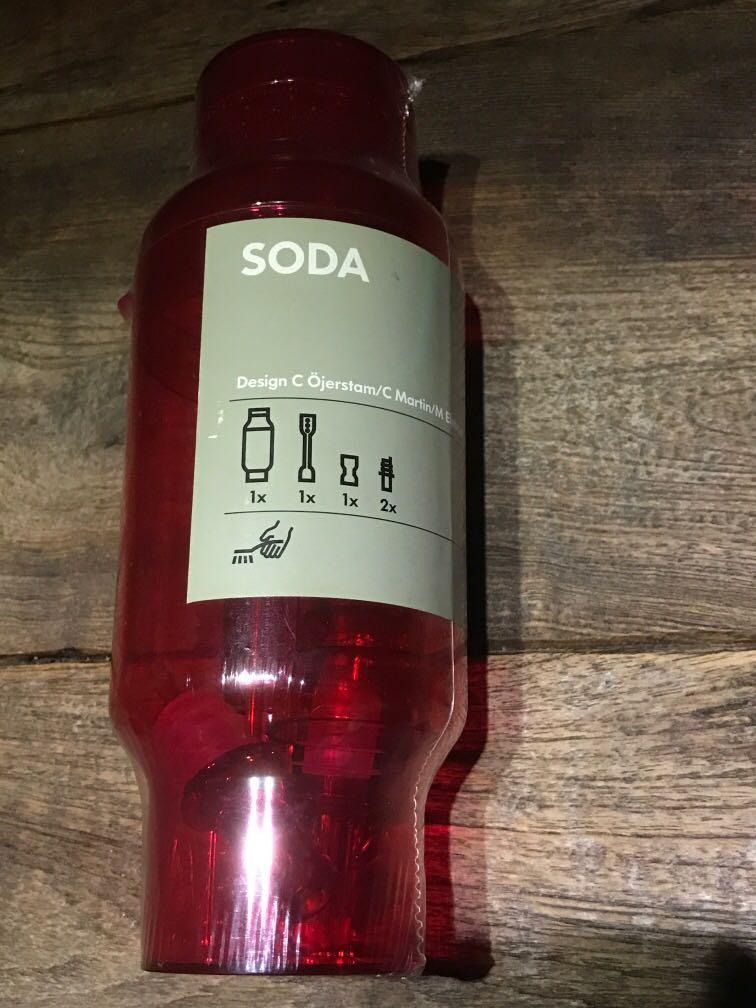 SODA
Design C Öjerstam/C Martin/M
1x 1x 1x 2x